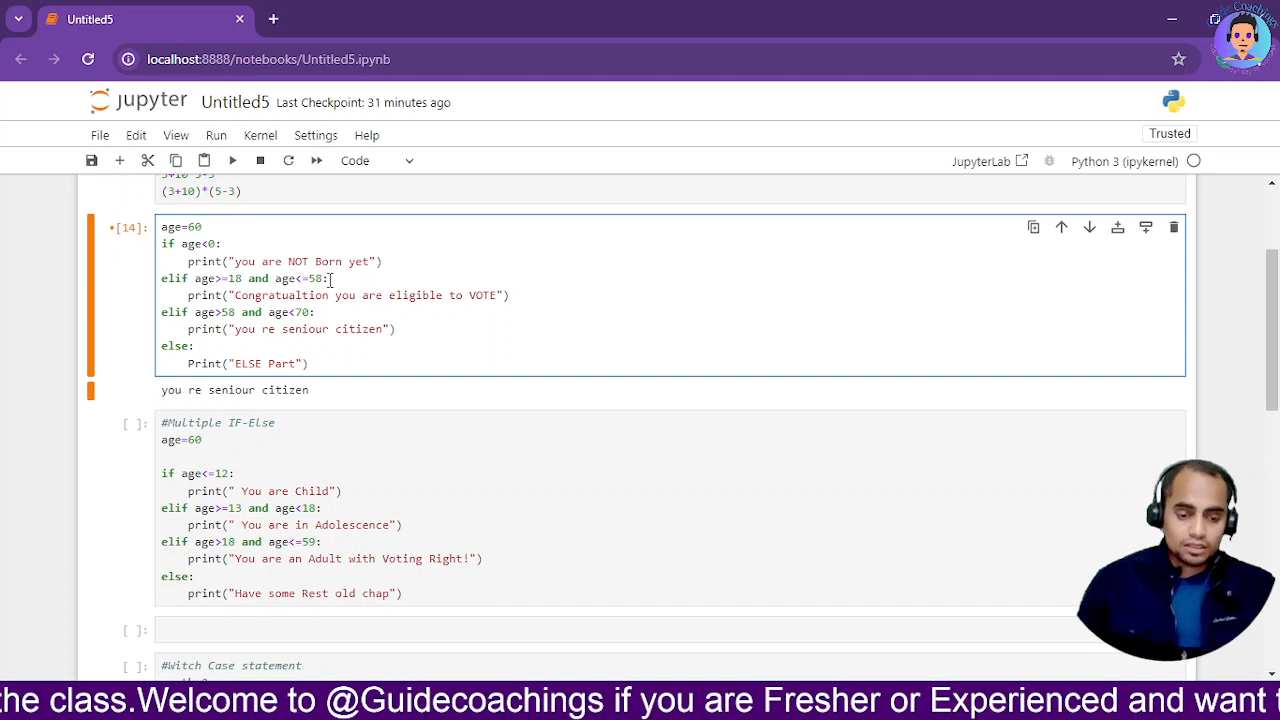 Untitled5
localhost:8888/notebooks/Untitled5.ipynb
Guide Coachings
jupyter Untitled5 Last Checkpoint: 31 minutes ago
File Edit View Run Kernel Settings Help
Trusted
Code
JupyterLab
Python 3 (ipykernel)
(3+10)*(5-3)
•[14]:
age=60
if age<0:
print("you are NOT Born yet")
elif age>=18 and age<=58:
print("Congratualtion you are eligible to VOTE")
elif age>58 and age<70:
print("you re seniour citizen")
else:
Print("ELSE Part")
you re seniour citizen
[ ]:
#Multiple IF-Else
age=60
if age<=12:
print(" You are Child")
elif age>=13 and age<18:
print(" You are in Adolescence")
elif age>18 and age<=59:
print("You are an Adult with Voting Right!")
else:
print("Have some Rest old chap")
[ ]:
[ ]:
#Witch Case statement
the class.Welcome to @Guidecoachings if you are Fresher or Experienced and want